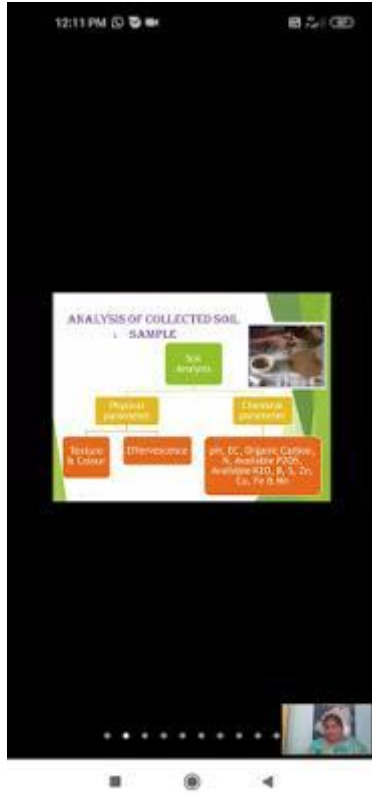 12:11 PM
ANALYSIS OF COLLECTED SOIL
SAMPLE
Soil
Analysis
Physical
parameter
Chemical
parameter
Texture
& Colour
Effervescence
pH, EC, Organic Carbon,
N, Available P2O5,
Available K2O, B, S, Zn,
Cu, Fe & Mn